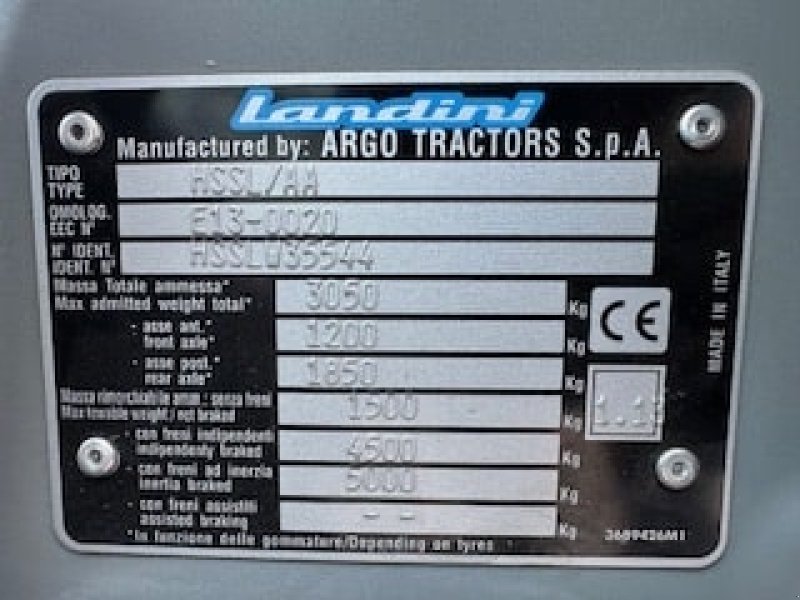 Landini
Manufactured by: ARGO TRACTORS S.p.A.
TIPO
TYPE
HSSL/AA
OMOLOG.
EEC N°
E13-0020
N° IDENT.
IDENT. N°
HSSLW35544
Massa Totale ammessa*
Max admitted weight total*
3050 Kg
- asse ant.*
front axle*
1200 Kg
- asse post.*
rear axle*
1850 Kg
Massa rimorchiabile amm. - senza freni
Max towable weight / not braked
1500 Kg
- con freni indipendenti
independenty braked
4500 Kg
- con freni ad inerzia
inertia braked
5000 Kg
- con freni assistiti
assisted braking
- - Kg
*In funzione delle gommature/Depending on tyres
CE
MADE IN ITALY
3689426M1